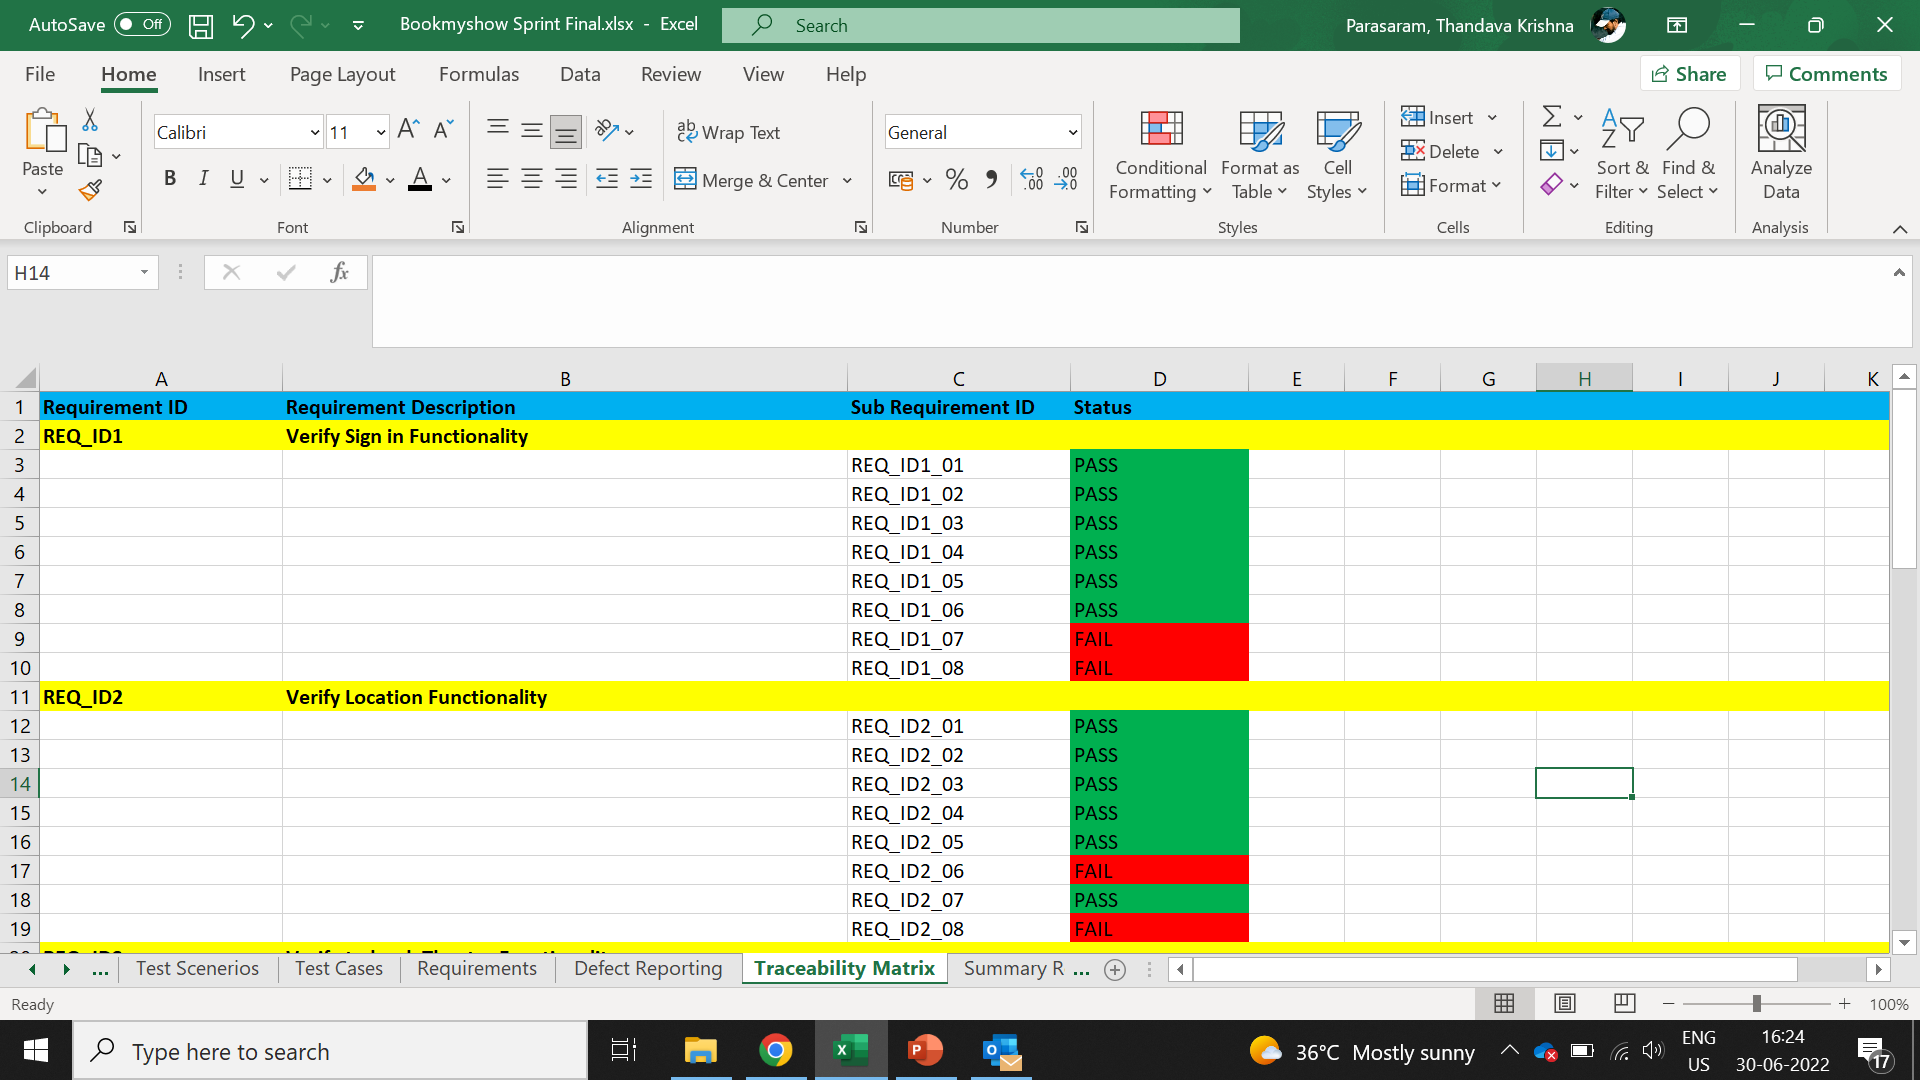 AutoSave Off Bookmyshow Sprint Final.xlsx - Excel Search Parasaram, Thandava Krishna
File Home Insert Page Layout Formulas Data Review View Help Share Comments
Paste
Clipboard
Calibri 11
B I U
Font
Wrap Text
Merge & Center
Alignment
General
Number
Conditional Formatting
Format as Table
Cell Styles
Styles
Insert
Delete
Format
Cells
Sort & Filter
Find & Select
Editing
Analyze Data
Analysis
H14 fx
A B C D E F G H I J K
1 Requirement ID Requirement Description Sub Requirement ID Status
2 REQ_ID1 Verify Sign in Functionality
3 REQ_ID1_01 PASS
4 REQ_ID1_02 PASS
5 REQ_ID1_03 PASS
6 REQ_ID1_04 PASS
7 REQ_ID1_05 PASS
8 REQ_ID1_06 PASS
9 REQ_ID1_07 FAIL
10 REQ_ID1_08 FAIL
11 REQ_ID2 Verify Location Functionality
12 REQ_ID2_01 PASS
13 REQ_ID2_02 PASS
14 REQ_ID2_03 PASS
15 REQ_ID2_04 PASS
16 REQ_ID2_05 PASS
17 REQ_ID2_06 FAIL
18 REQ_ID2_07 PASS
19 REQ_ID2_08 FAIL
... Test Scenerios Test Cases Requirements Defect Reporting Traceability Matrix Summary R ...
Ready 100%
Type here to search 36°C Mostly sunny ENG US 16:24 30-06-2022 17